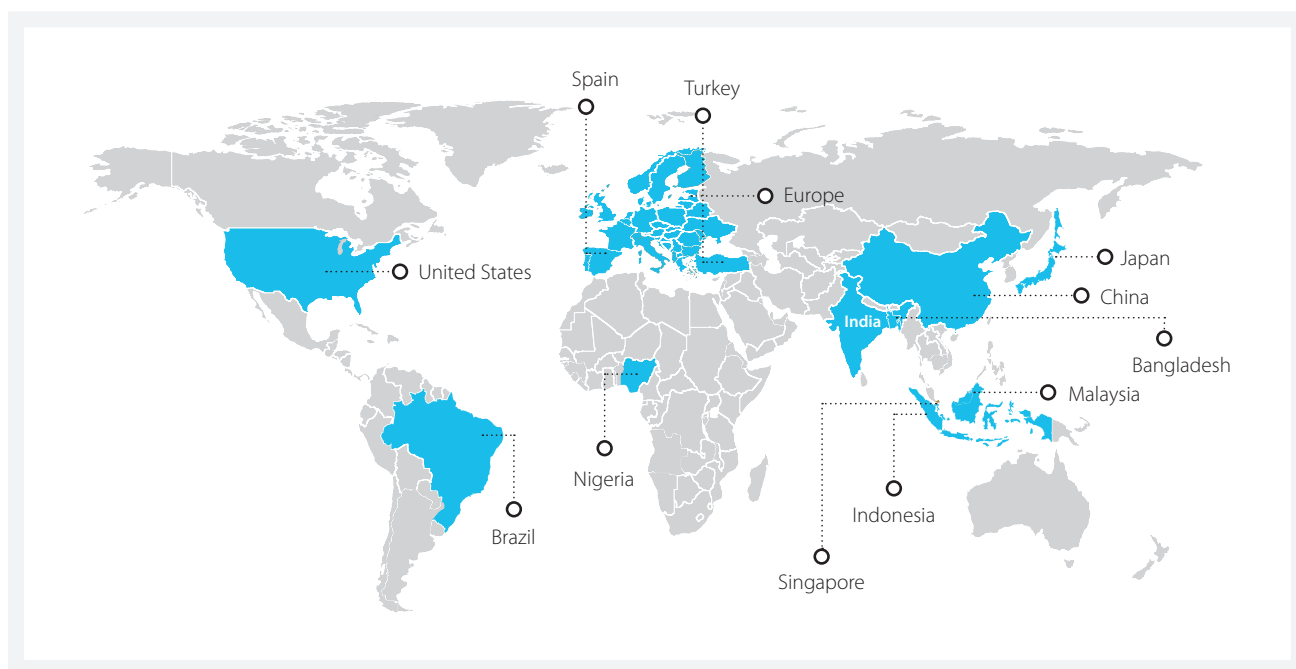 Spain
Turkey
Europe
United States
Japan
China
India
Bangladesh
Malaysia
Nigeria
Indonesia
Brazil
Singapore